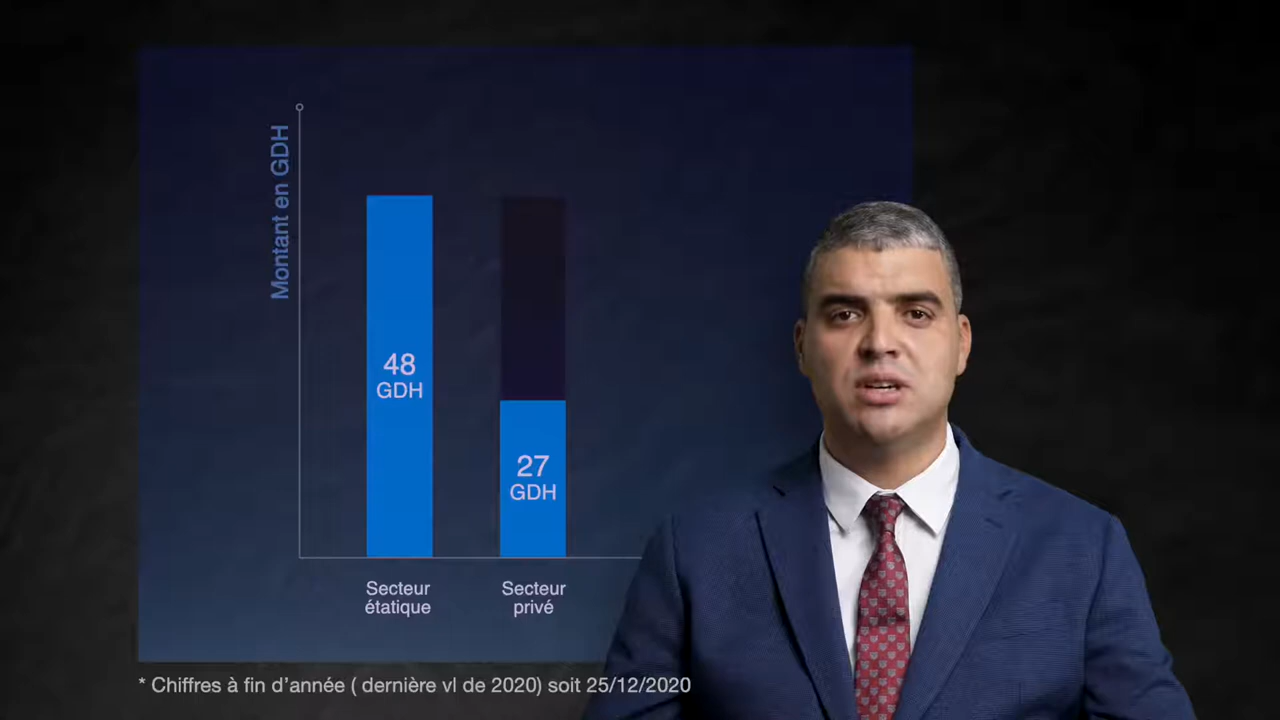 Montant en GDH
48
GDH
27
GDH
Secteur
étatique
Secteur
privé
* Chiffres à fin d’année ( dernière vl de 2020) soit 25/12/2020